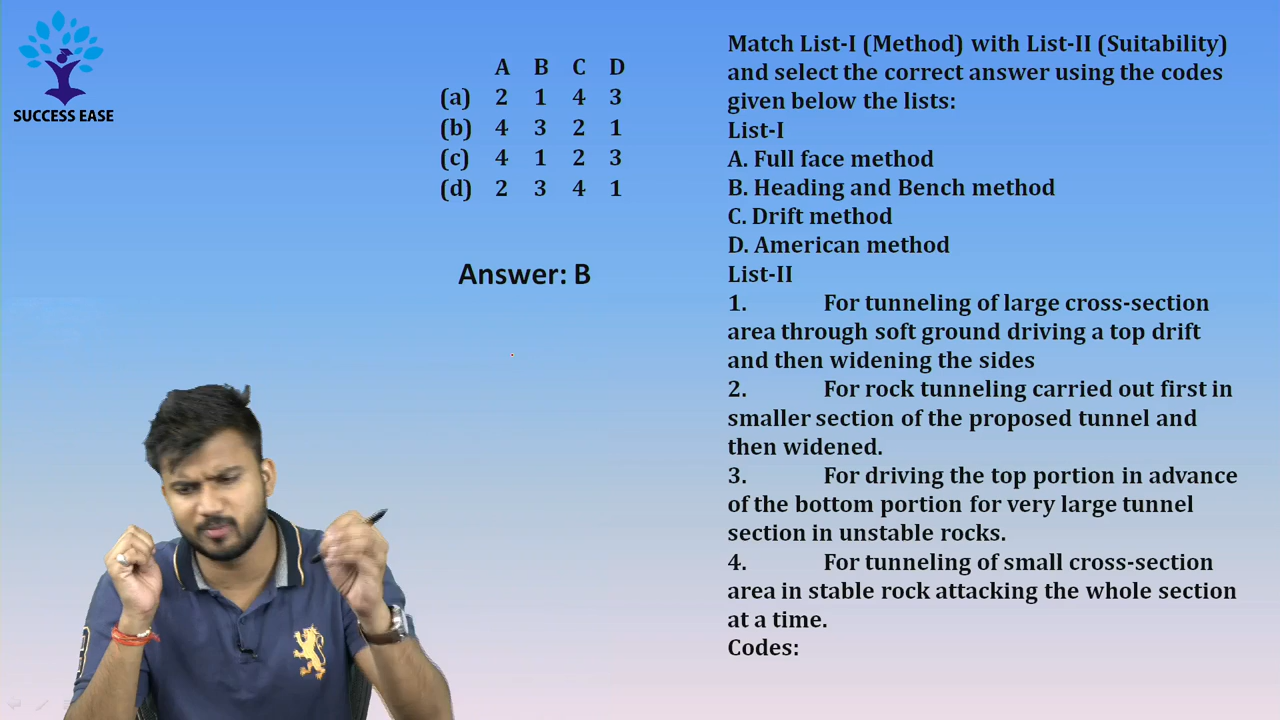 SUCCESS EASE
A B C D
(a) 2 1 4 3
(b) 4 3 2 1
(c) 4 1 2 3
(d) 2 3 4 1
Answer: B
Match List-I (Method) with List-II (Suitability)
and select the correct answer using the codes
given below the lists:
List-I
A. Full face method
B. Heading and Bench method
C. Drift method
D. American method
List-II
1. For tunneling of large cross-section
area through soft ground driving a top drift
and then widening the sides
2. For rock tunneling carried out first in
smaller section of the proposed tunnel and
then widened.
3. For driving the top portion in advance
of the bottom portion for very large tunnel
section in unstable rocks.
4. For tunneling of small cross-section
area in stable rock attacking the whole section
at a time.
Codes: